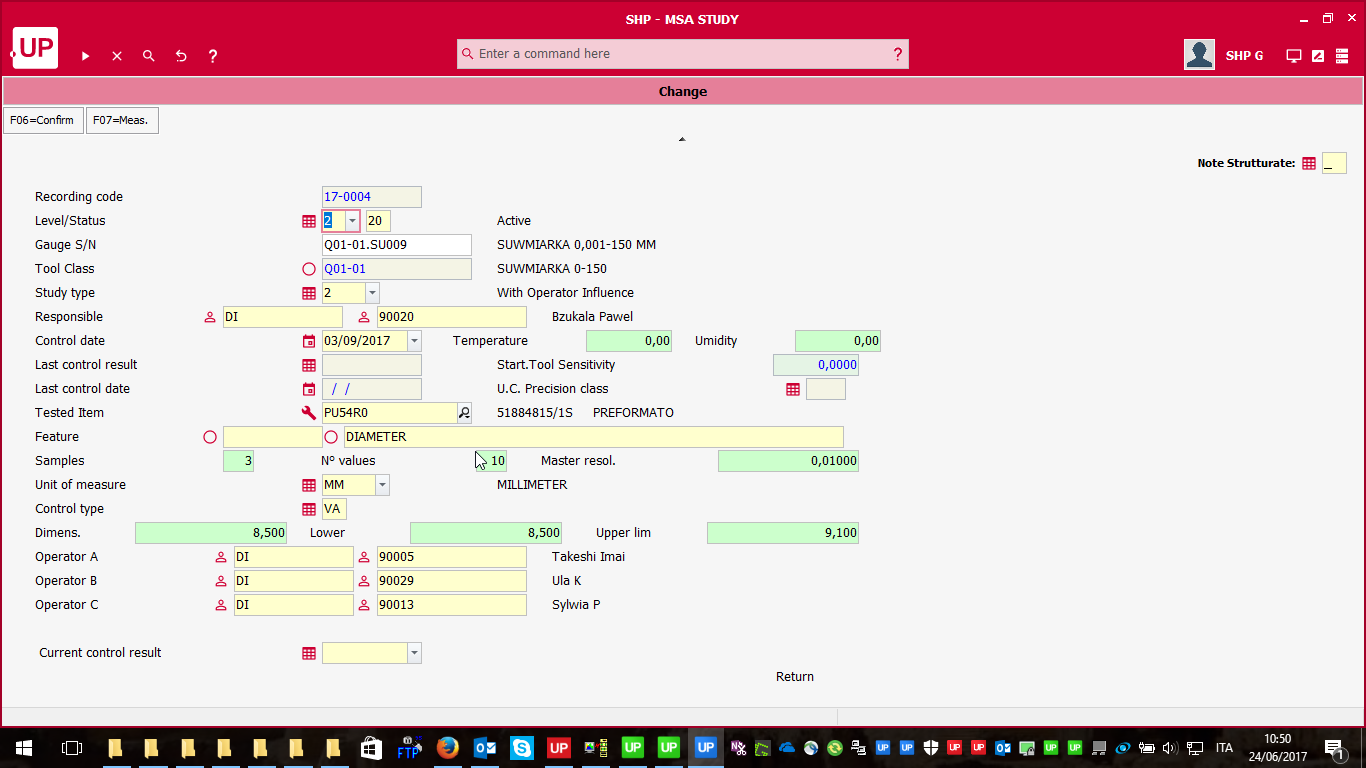 SHP - MSA STUDY
UP
?
Enter a command here
?
SHP G
Change
F06=Confirm F07=Meas.
Note Strutturate: _
Recording code 17-0004
Level/Status 2 20 Active
Gauge S/N Q01-01.SU009 SUWMIARKA 0,001-150 MM
Tool Class Q01-01 SUWMIARKA 0-150
Study type 2 With Operator Influence
Responsible DI 90020 Bzukala Pawel
Control date 03/09/2017 Temperature 0,00 Umidity 0,00
Last control result Start.Tool Sensitivity 0,0000
Last control date / / U.C. Precision class
Tested Item PU54R0 51884815/1S PREFORMATO
Feature DIAMETER
Samples 3 Nº values 10 Master resol. 0,01000
Unit of measure MM MILLIMETER
Control type VA
Dimens. 8,500 Lower 8,500 Upper lim 9,100
Operator A DI 90005 Takeshi Imai
Operator B DI 90029 Ula K
Operator C DI 90013 Sylwia P
Current control result
Return
FTP UP UP UP UP UP UP UP UP UP UP ITA
10:50
24/06/2017
1